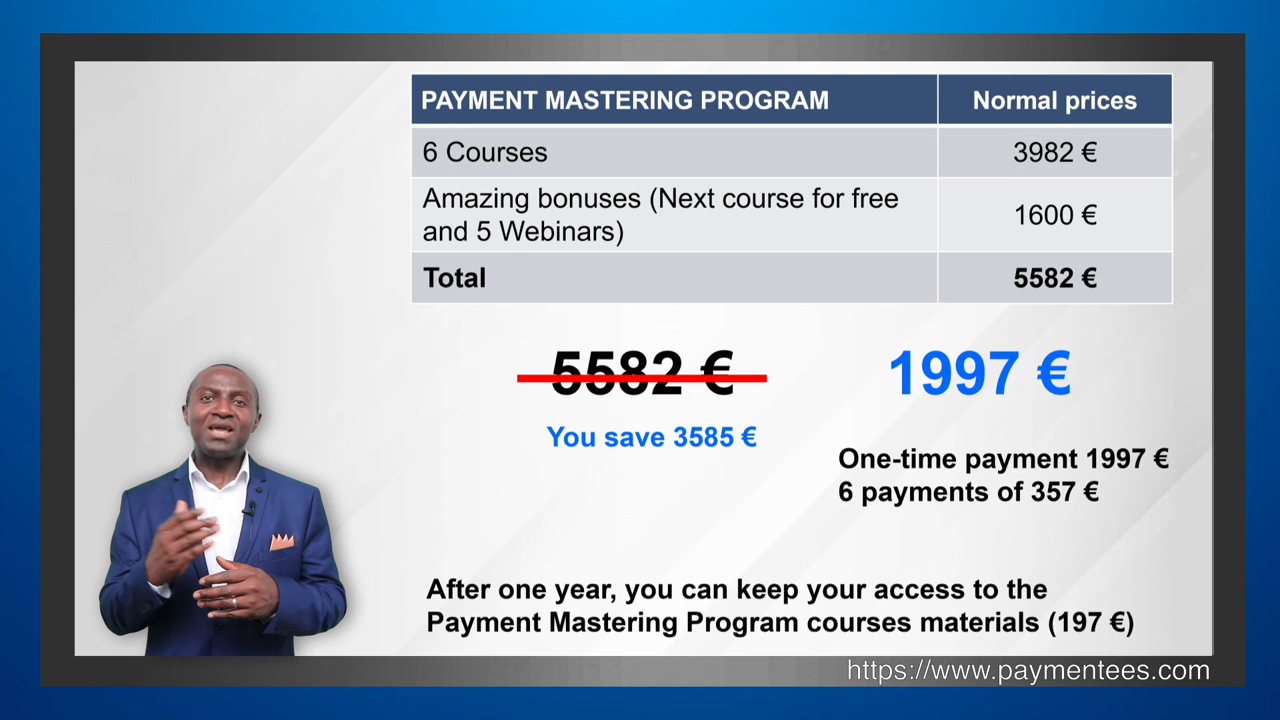 PAYMENT MASTERING PROGRAM Normal prices
6 Courses 3982 €
Amazing bonuses (Next course for free
and 5 Webinars) 1600 €
Total 5582 €
5582 € 1997 €
You save 3585 €
One-time payment 1997 €
6 payments of 357 €
After one year, you can keep your access to the
Payment Mastering Program courses materials (197 €)
https://www.paymentees.com